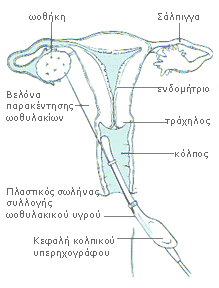 ωοθήκη
Σάλπιγγα
Βελόνα
παρακέντησης
ωοθυλακίων
ενδομήτριο
τράχηλος
κόλπος
Πλαστικός σωλήνας
συλλογής
ωοθυλακικού υγρού
Κεφαλή κολπικού
υπερηχογράφου